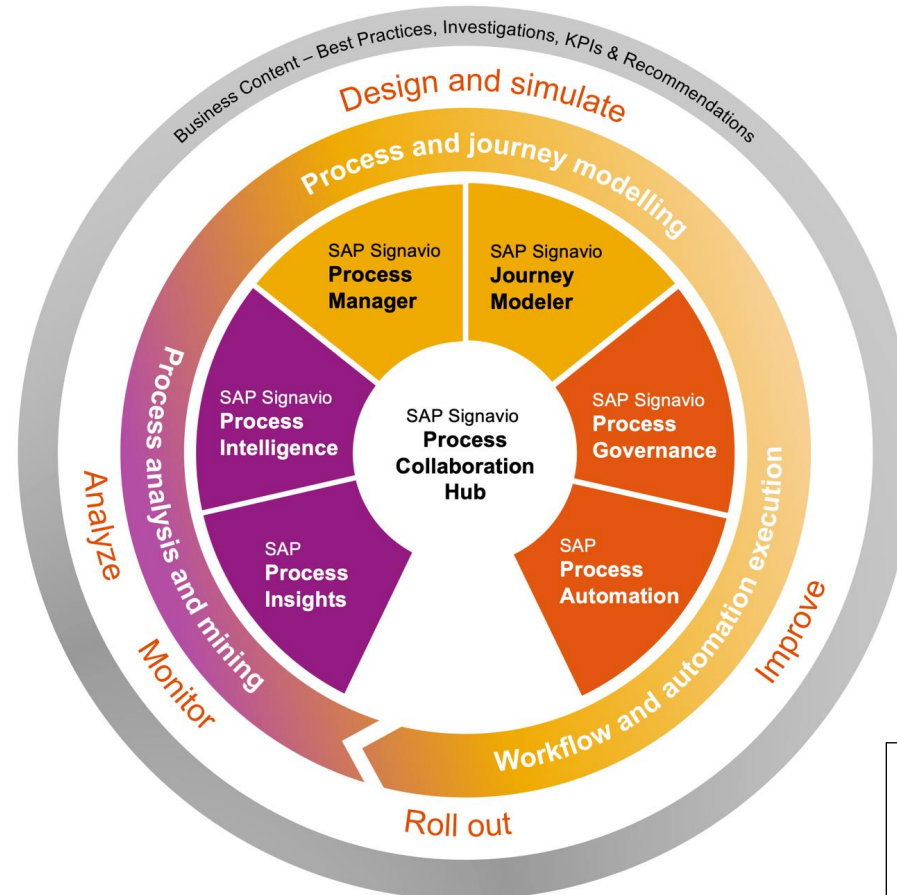 Business Content – Best Practices, Investigations, KPIs & Recommendations
Design and simulate
Process and journey modelling
SAP Signavio
Process
Manager
SAP Signavio
Journey
Modeler
SAP Signavio
Process
Intelligence
SAP Signavio
Process
Collaboration
Hub
SAP Signavio
Process
Governance
SAP
Process
Insights
SAP
Process
Automation
Process analysis and mining
Workflow and automation execution
Analyze
Monitor
Improve
Roll out